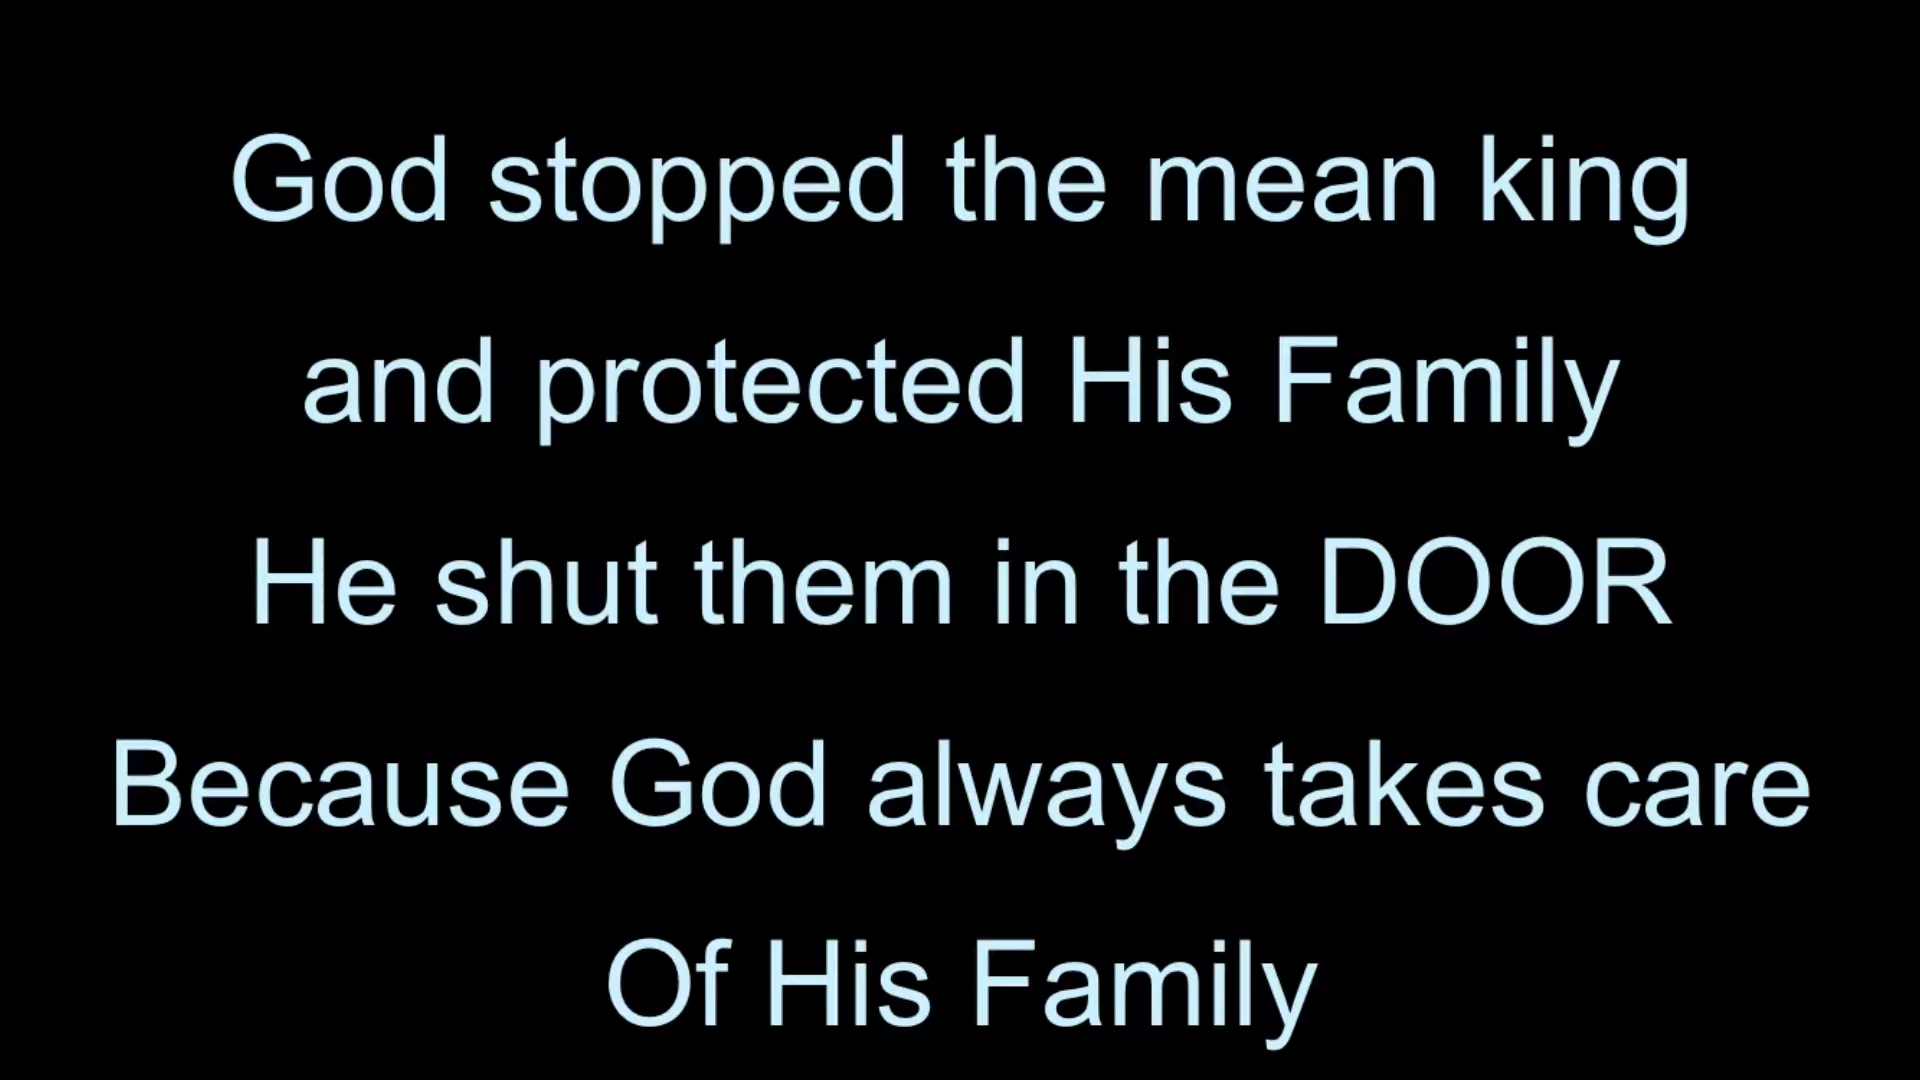 God stopped the mean king
and protected His Family
He shut them in the DOOR
Because God always takes care
Of His Family